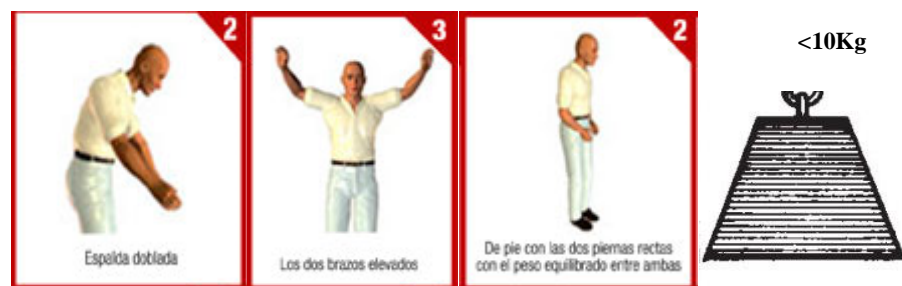 2
Espalda doblada
3
Los dos brazos elevados
2
De pie con las dos piernas rectas
con el peso equilibrado entre ambas
<10Kg